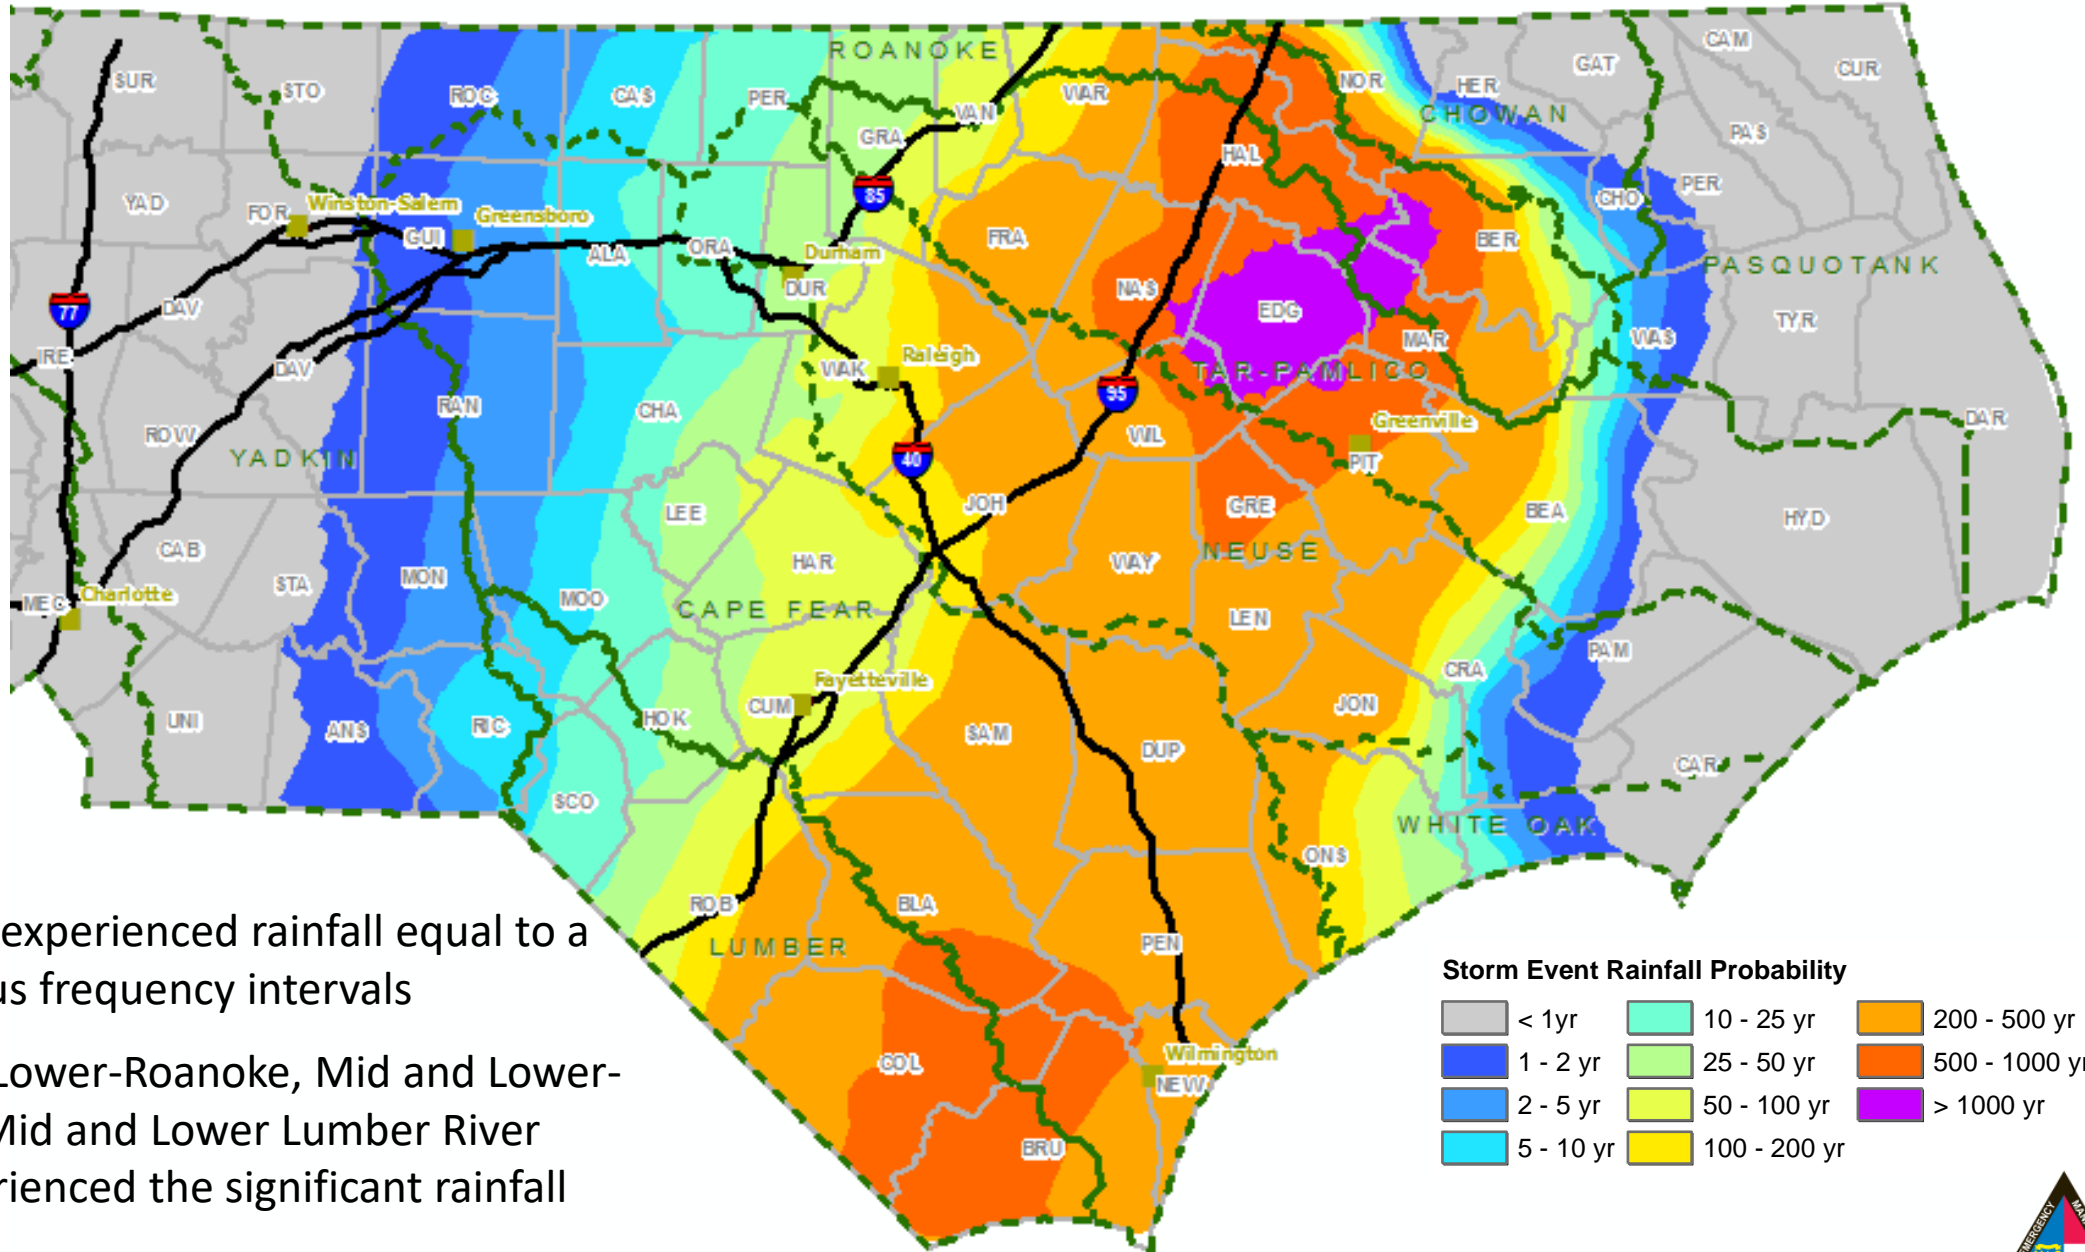 ROANOKE
CAM
SUR
STO
ROC
CAS
PER
WAR
NOR
HER
GAT
CUR
CHOWAN
GRA
VAN
PAS
HAL
YAD
FOR
Winston-Salem
Greensboro
85
CHO
PER
GUI
ALA
ORA
Durham
FRA
BER
PASQUOTANK
DUR
NAS
EDG
77
DAV
TYR
IRE
DAV
WAK
Raleigh
MAR
WAS
TAR-PAMLICO
95
RAN
CHA
Greenville
DAR
ROW
YADKIN
40
WIL
PIT
LEE
JOH
GRE
BEA
HYD
CAB
STA
MON
HAR
WAY
NEUSE
MEC
Charlotte
MOO
CAPE FEAR
LEN
PAM
CRA
Fayetteville
UNI
ANS
RIC
HOK
CUM
SAM
DUP
JON
CAR
SCO
WHITE OAK
ONS
ROB
BLA
LUMBER
PEN
COL
Wilmington
NEW
BRU
experienced rainfall equal to a
us frequency intervals
Lower-Roanoke, Mid and Lower-
Mid and Lower Lumber River
rienced the significant rainfall
Storm Event Rainfall Probability
< 1yr
1 - 2 yr
2 - 5 yr
5 - 10 yr
10 - 25 yr
25 - 50 yr
50 - 100 yr
100 - 200 yr
200 - 500 yr
500 - 1000 yr
> 1000 yr
EMERGENCY